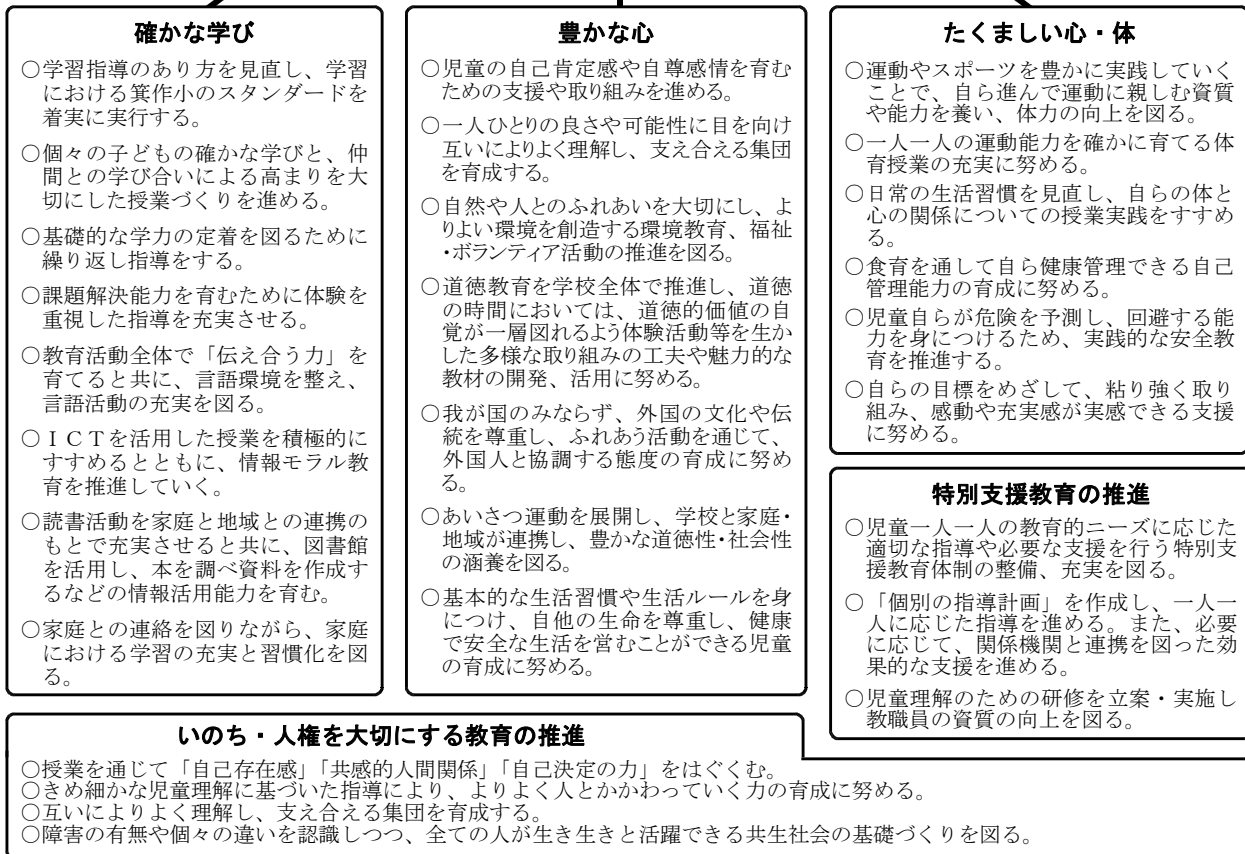 確かな学び
○学習指導のあり方を見直し、学習
における箕作小のスタンダードを
着実に実行する。
○個々の子どもの確かな学びと、仲
間との学び合いによる高まりを大
切にした授業づくりを進める。
○基礎的な学力の定着を図るために
繰り返し指導をする。
○課題解決能力を育むために体験を
重視した指導を充実させる。
○教育活動全体で「伝え合う力」を
育てると共に、言語環境を整え、
言語活動の充実を図る。
○ＩＣＴを活用した授業を積極的に
すすめるとともに、情報モラル教
育を推進していく。
○読書活動を家庭と地域との連携の
もとで充実させると共に、図書館
を活用し、本を調べ資料を作成す
るなどの情報活用能力を育む。
○家庭との連絡を図りながら、家庭
における学習の充実と習慣化を図
る。
豊かな心
○児童の自己肯定感や自尊感情を育む
ための支援や取り組みを進める。
○一人ひとりの良さや可能性に目を向け
互いによりよく理解し、支え合える集団
を育成する。
○自然や人とのふれあいを大切にし、よ
りよい環境を創造する環境教育、福祉
・ボランティア活動の推進を図る。
○道徳教育を学校全体で推進し、道徳
の時間においては、道徳的価値の自
覚が一層図れるよう体験活動等を生か
した多様な取り組みの工夫や魅力的な
教材の開発、活用に努める。
○我が国のみならず、外国の文化や伝
統を尊重し、ふれあう活動を通じて、
外国人と協調する態度の育成に努め
る。
○あいさつ運動を展開し、学校と家庭・
地域が連携し、豊かな道徳性・社会性
の涵養を図る。
○基本的な生活習慣や生活ルールを身
につけ、自他の生命を尊重し、健康
で安全な生活を営むことができる児童
の育成に努める。
たくましい心・体
○運動やスポーツを豊かに実践していく
ことで、自ら進んで運動に親しむ資質
や能力を養い、体力の向上を図る。
○一人一人の運動能力を確かに育てる体
育授業の充実に努める。
○日常の生活習慣を見直し、自らの体と
心の関係についての授業実践をすすめ
る。
○食育を通して自ら健康管理できる自己
管理能力の育成に努める。
○児童自らが危険を予測し、回避する能
力を身につけるため、実践的な安全教
育を推進する。
○自らの目標をめざして、粘り強く取り
組み、感動や充実感が実感できる支援
に努める。
特別支援教育の推進
○児童一人一人の教育的ニーズに応じた
適切な指導や必要な支援を行う特別支
援教育体制の整備、充実を図る。
○「個別の指導計画」を作成し、一人一
人に応じた指導を進める。また、必要
に応じて、関係機関と連携を図った効
果的な支援を進める。
○児童理解のための研修を立案・実施し
教職員の資質の向上を図る。
いのち・人権を大切にする教育の推進
○授業を通じて「自己存在感」「共感的人間関係」「自己決定の力」をはぐくむ。
○きめ細かな児童理解に基づいた指導により、よりよく人とかかわっていく力の育成に努める。
○互いによりよく理解し、支え合える集団を育成する。
○障害の有無や個々の違いを認識しつつ、全ての人が生き生きと活躍できる共生社会の基礎づくりを図る。